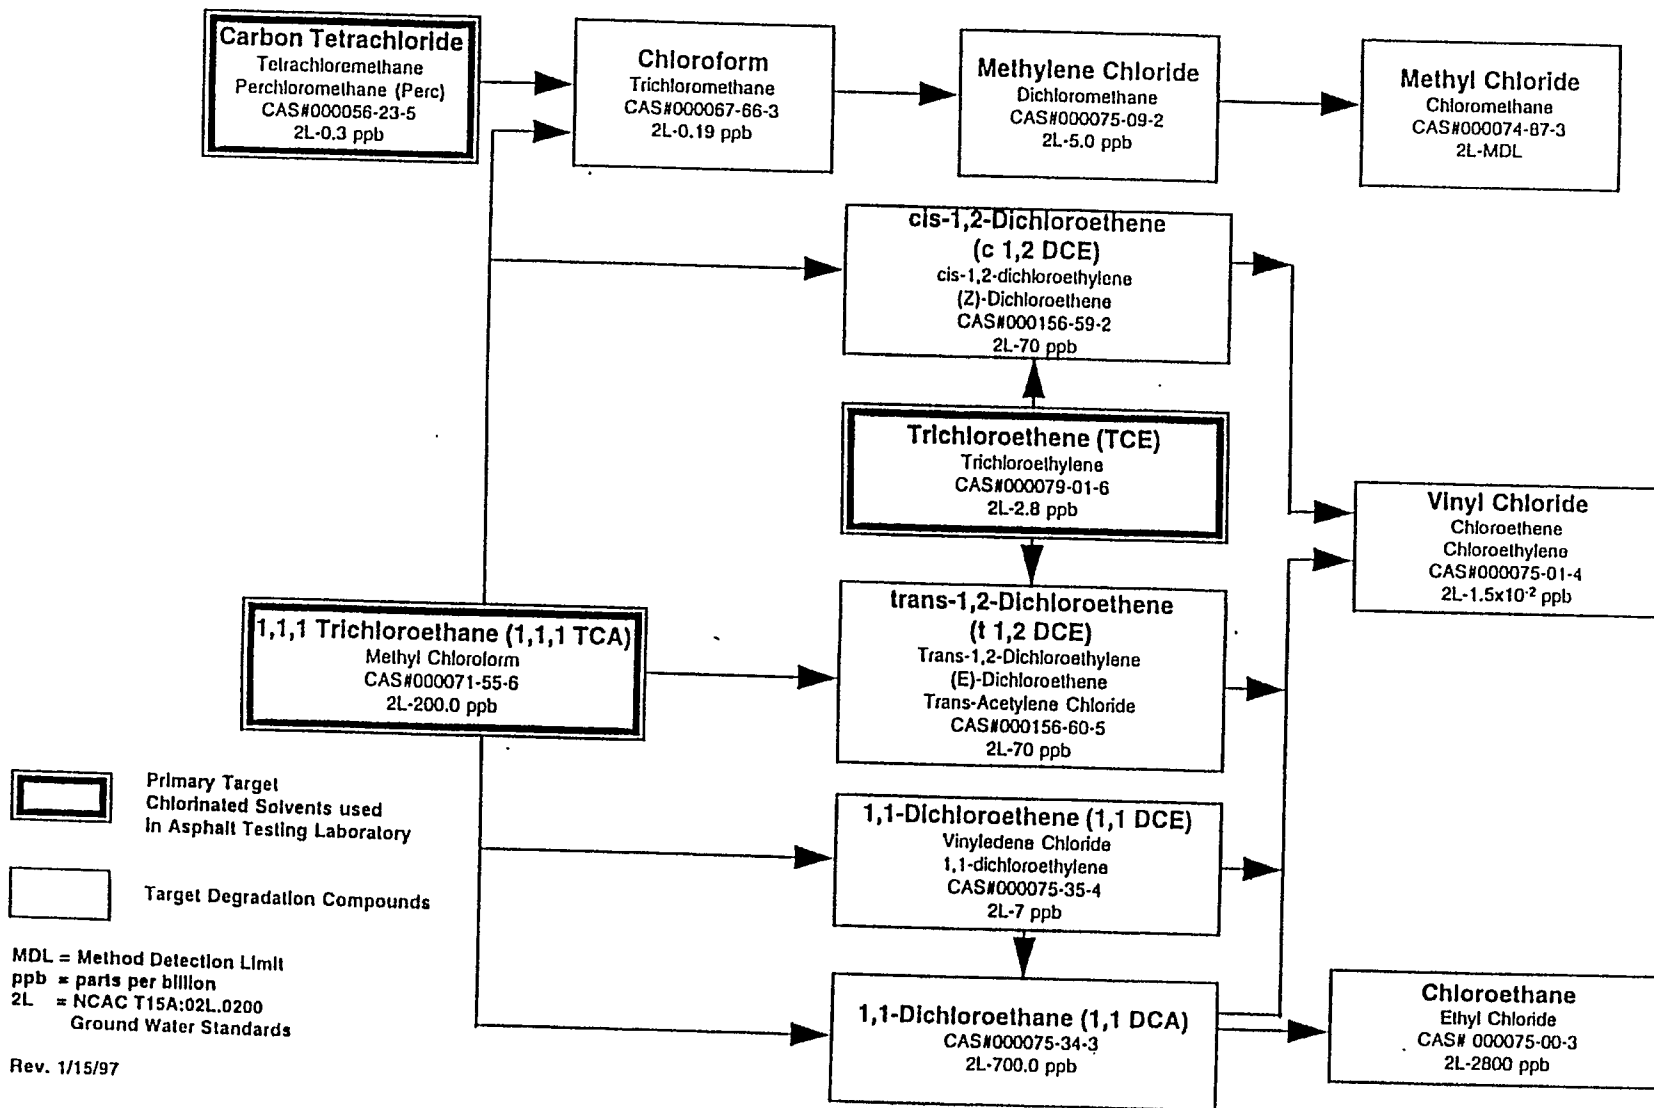 Carbon Tetrachloride
Tetrachloremethane
Perchloromethane (Perc)
CAS#000056-23-5
2L-0.3 ppb
Chloroform
Trichloromethane
CAS#000067-66-3
2L-0.19 ppb
Methylene Chloride
Dichloromethane
CAS#000075-09-2
2L-5.0 ppb
Methyl Chloride
Chloromethane
CAS#000074-87-3
2L-MDL
cis-1,2-Dichloroethene
(c 1,2 DCE)
cis-1,2-dichloroethylene
(Z)-Dichloroethene
CAS#000156-59-2
2L-70 ppb
Trichloroethene (TCE)
Trichloroethylene
CAS#000079-01-6
2L-2.8 ppb
Vinyl Chloride
Chloroethene
Chloroethylene
CAS#000075-01-4
2L-1.5x10⁻² ppb
1,1,1 Trichloroethane (1,1,1 TCA)
Methyl Chloroform
CAS#000071-55-6
2L-200.0 ppb
trans-1,2-Dichloroethene
(t 1,2 DCE)
Trans-1,2-Dichloroethylene
(E)-Dichloroethene
Trans-Acetylene Chloride
CAS#000156-60-5
2L-70 ppb
1,1-Dichloroethene (1,1 DCE)
Vinyledene Chloride
1,1-dichloroethylene
CAS#000075-35-4
2L-7 ppb
1,1-Dichloroethane (1,1 DCA)
CAS#000075-34-3
2L-700.0 ppb
Chloroethane
Ethyl Chloride
CAS# 000075-00-3
2L-2800 ppb
Primary Target
Chlorinated Solvents used
in Asphalt Testing Laboratory
Target Degradation Compounds
MDL = Method Detection Limit
ppb = parts per billion
2L = NCAC T15A:02L.0200
Ground Water Standards
Rev. 1/15/97